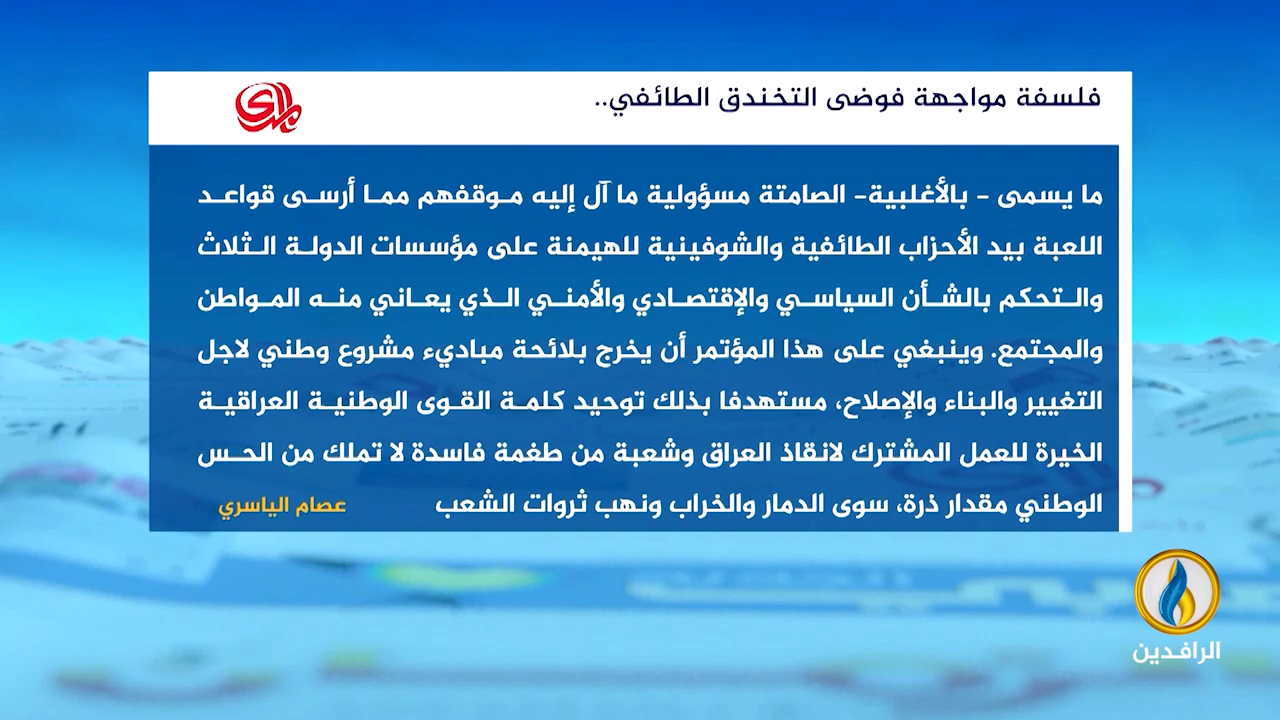 فلسفة مواجهة فوضى التخندق الطائفي..
المدى
ما يسمى - بالأغلبية- الصامتة مسؤولية ما آل إليه موقفهم مما أرسى قواعد
اللعبة بيد الأحزاب الطائفية والشوفينية للهيمنة على مؤسسات الدولة الثلاث
والتحكم بالشأن السياسي والإقتصادي والأمني الذي يعاني منه المواطن
والمجتمع. وينبغي على هذا المؤتمر أن يخرج بلائحة مباديء مشروع وطني لاجل
التغيير والبناء والإصلاح، مستهدفا بذلك توحيد كلمة القوى الوطنية العراقية
الخيرة للعمل المشترك لانقاذ العراق وشعبة من طغمة فاسدة لا تملك من الحس
الوطني مقدار ذرة، سوى الدمار والخراب ونهب ثروات الشعب
عصام الياسري
الرافدين